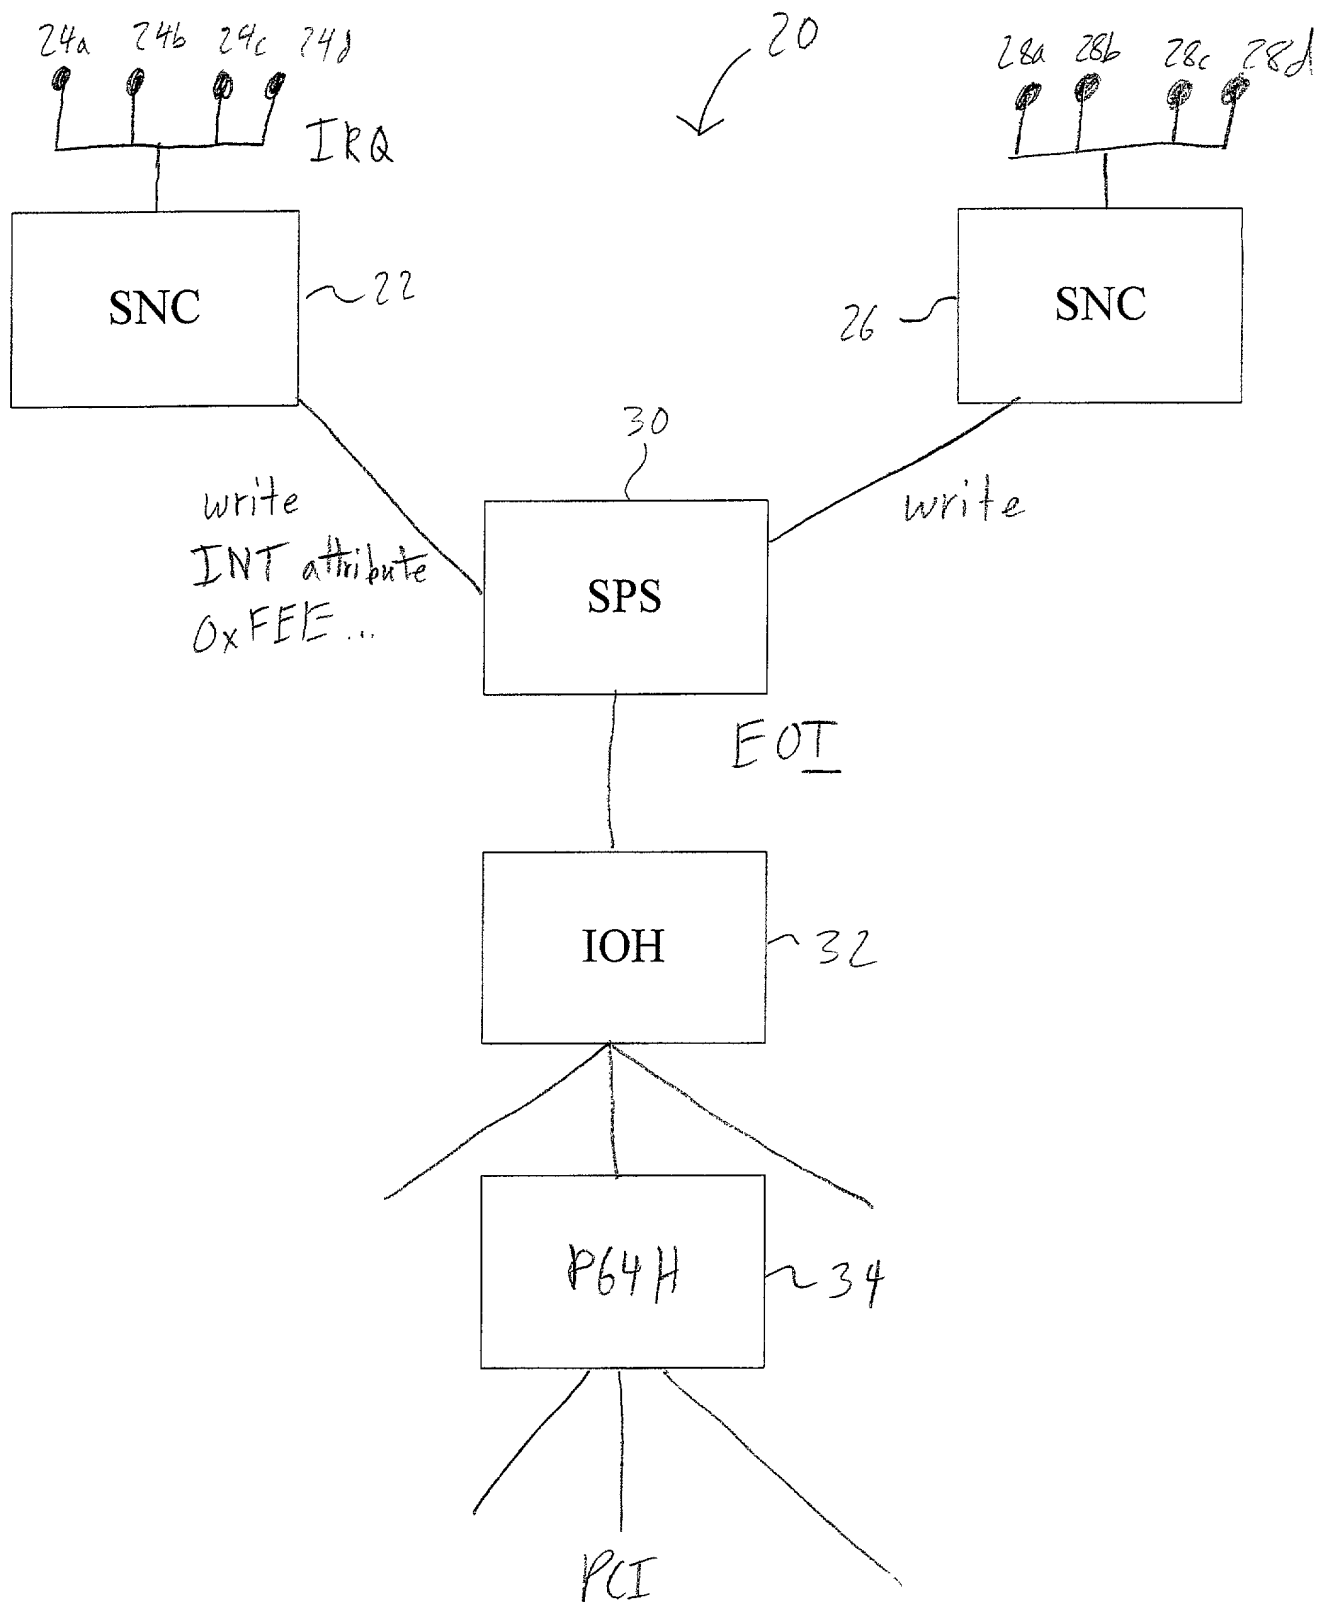 24a 24b 24c 24d
20
28a 28b 28c 28d
IRQ
SNC
22
26
SNC
30
write
INT attribute
0xFEE...
write
SPS
EOI
IOH
32
P64H
34
PCI